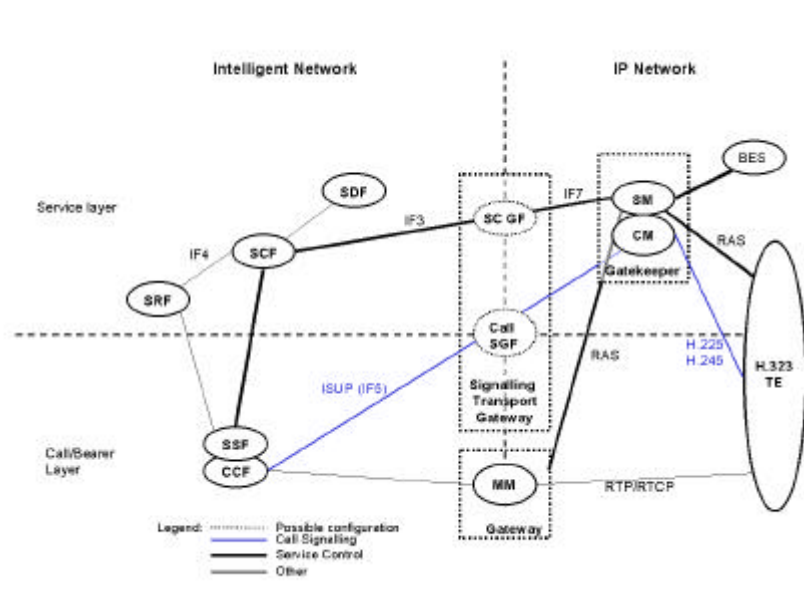 Intelligent Network
IP Network
BES
Service layer
SDF
IF7
SM
IF3
SC GF
RAS
IF4
SCF
CM
Gatekeeper
SRF
Call
SGF
RAS
H.225
H.245
H.323
TE
ISUP (IF5)
Signalling
Transport
Gateway
SSF
Call/Bearer
Layer
CCF
MM
RTP/RTCP
Gateway
Legend:
Possible configuration
Call Signalling
Service Control
Other